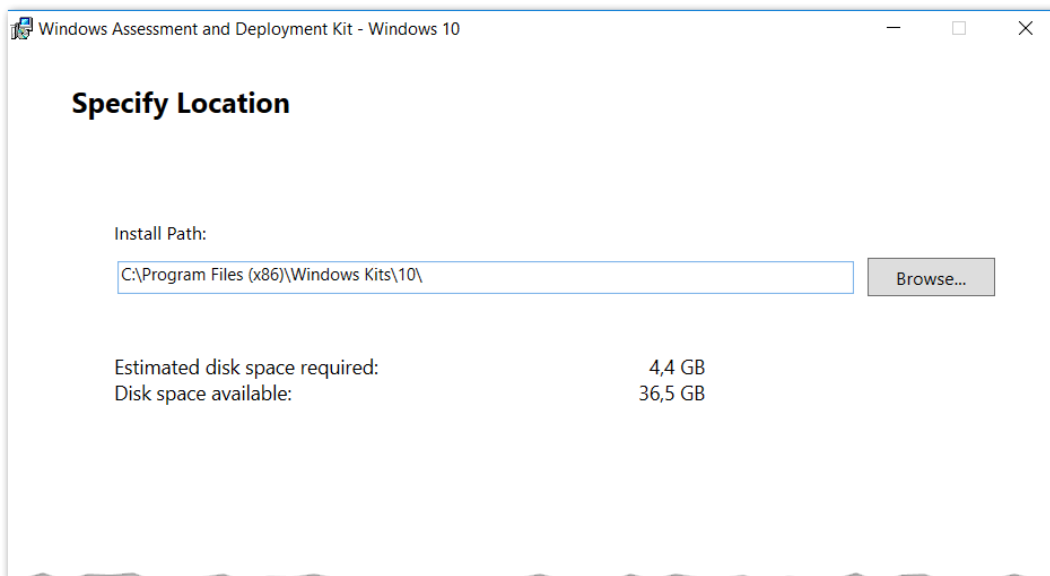 Windows Assessment and Deployment Kit - Windows 10
Specify Location
Install Path:
C:\Program Files (x86)\Windows Kits\10\
Browse...
Estimated disk space required: 4,4 GB
Disk space available: 36,5 GB